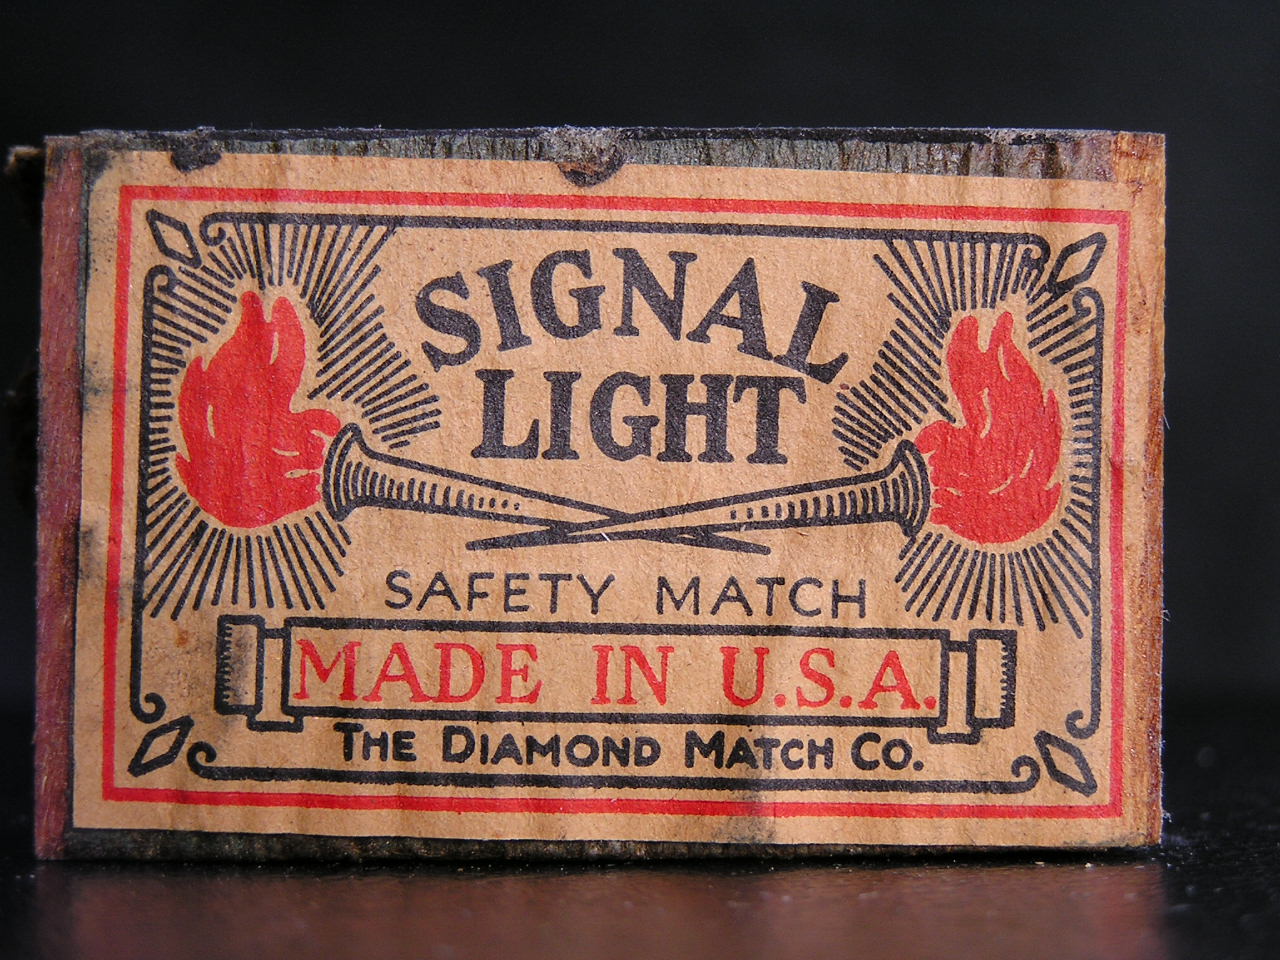 SIGNAL
LIGHT
SAFETY MATCH
MADE IN U.S.A.
THE DIAMOND MATCH CO.